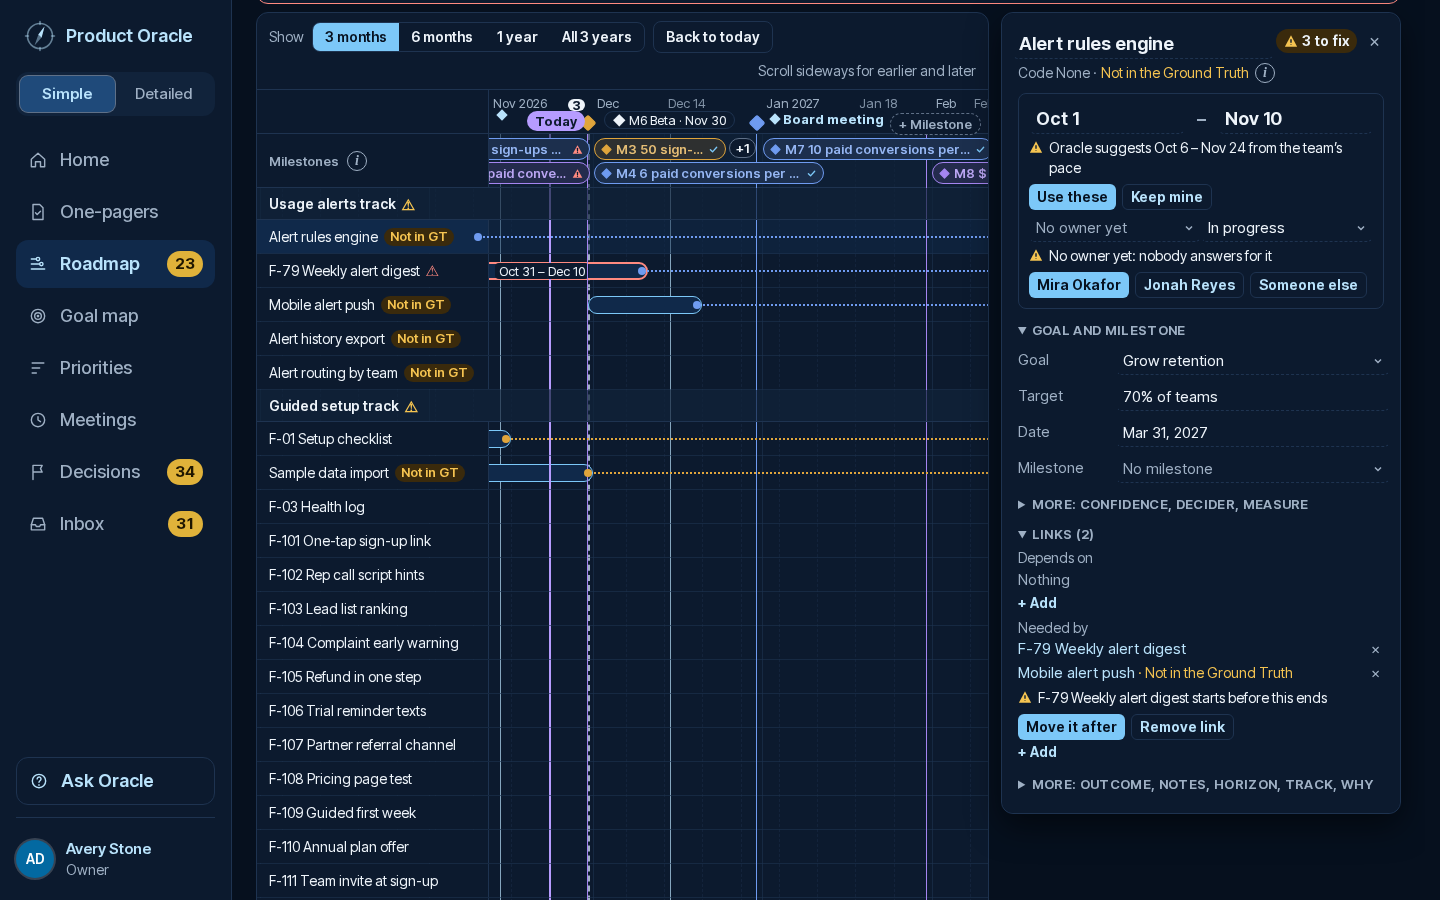 Product Oracle
Simple
Detailed
Home
One-pagers
Roadmap 23
Goal map
Priorities
Meetings
Decisions 34
Inbox 31
Ask Oracle
AD
Avery Stone
Owner
Show 3 months 6 months 1 year All 3 years Back to today
Scroll sideways for earlier and later
Nov 2026 3 Dec Dec 14 Jan 2027 Jan 18 Feb Fe
Today M6 Beta · Nov 30 Board meeting + Milestone
Milestones i
sign-ups ... M3 50 sign-... +1 M7 10 paid conversions per...
paid conve... M4 6 paid conversions per ... M8 $
Usage alerts track
Alert rules engine Not in GT
F-79 Weekly alert digest Oct 31 – Dec 10
Mobile alert push Not in GT
Alert history export Not in GT
Alert routing by team Not in GT
Guided setup track
F-01 Setup checklist
Sample data import Not in GT
F-03 Health log
F-101 One-tap sign-up link
F-102 Rep call script hints
F-103 Lead list ranking
F-104 Complaint early warning
F-105 Refund in one step
F-106 Trial reminder texts
F-107 Partner referral channel
F-108 Pricing page test
F-109 Guided first week
F-110 Annual plan offer
F-111 Team invite at sign-up
Alert rules engine 3 to fix ×
Code None · Not in the Ground Truth i
Oct 1 – Nov 10
Oracle suggests Oct 6 – Nov 24 from the team's
pace
Use these Keep mine
No owner yet In progress
No owner yet: nobody answers for it
Mira Okafor Jonah Reyes Someone else
GOAL AND MILESTONE
Goal Grow retention
Target 70% of teams
Date Mar 31, 2027
Milestone No milestone
MORE: CONFIDENCE, DECIDER, MEASURE
LINKS (2)
Depends on
Nothing
+ Add
Needed by
F-79 Weekly alert digest ×
Mobile alert push · Not in the Ground Truth ×
F-79 Weekly alert digest starts before this ends
Move it after Remove link
+ Add
MORE: OUTCOME, NOTES, HORIZON, TRACK, WHY